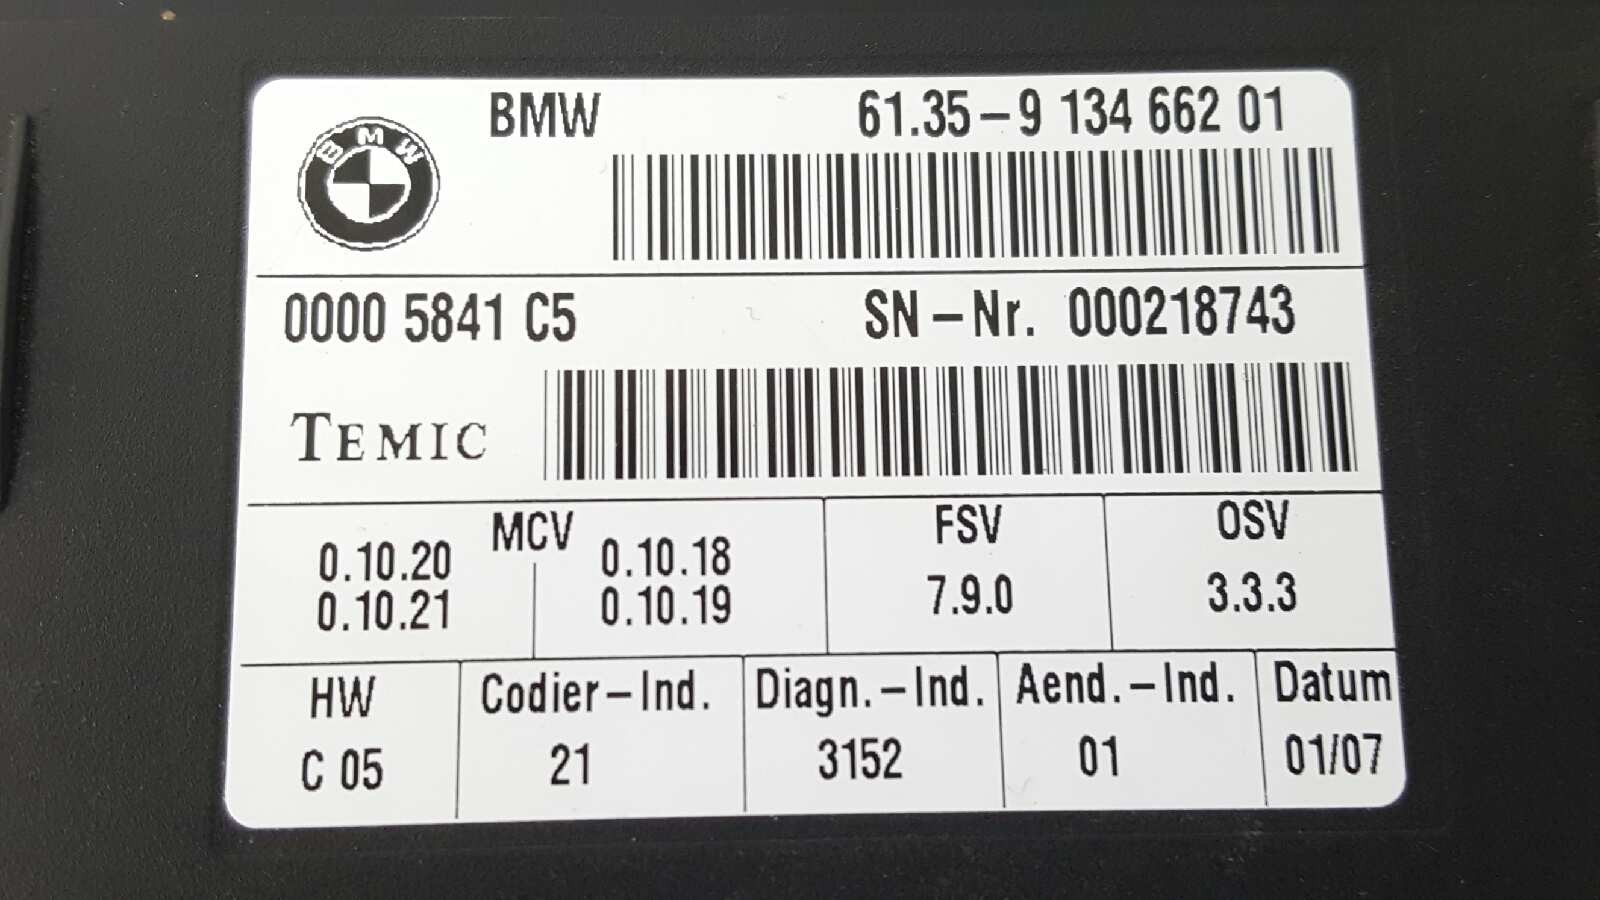 BMW 61.35-9 134 662 01
BMW
0000 5841 C5 SN-Nr. 000218743
TEMIC
MCV FSV OSV
0.10.20 0.10.18
0.10.21 0.10.19 7.9.0 3.3.3
HW Codier-Ind. Diagn.-Ind. Aend.-Ind. Datum
C 05 21 3152 01 01/07